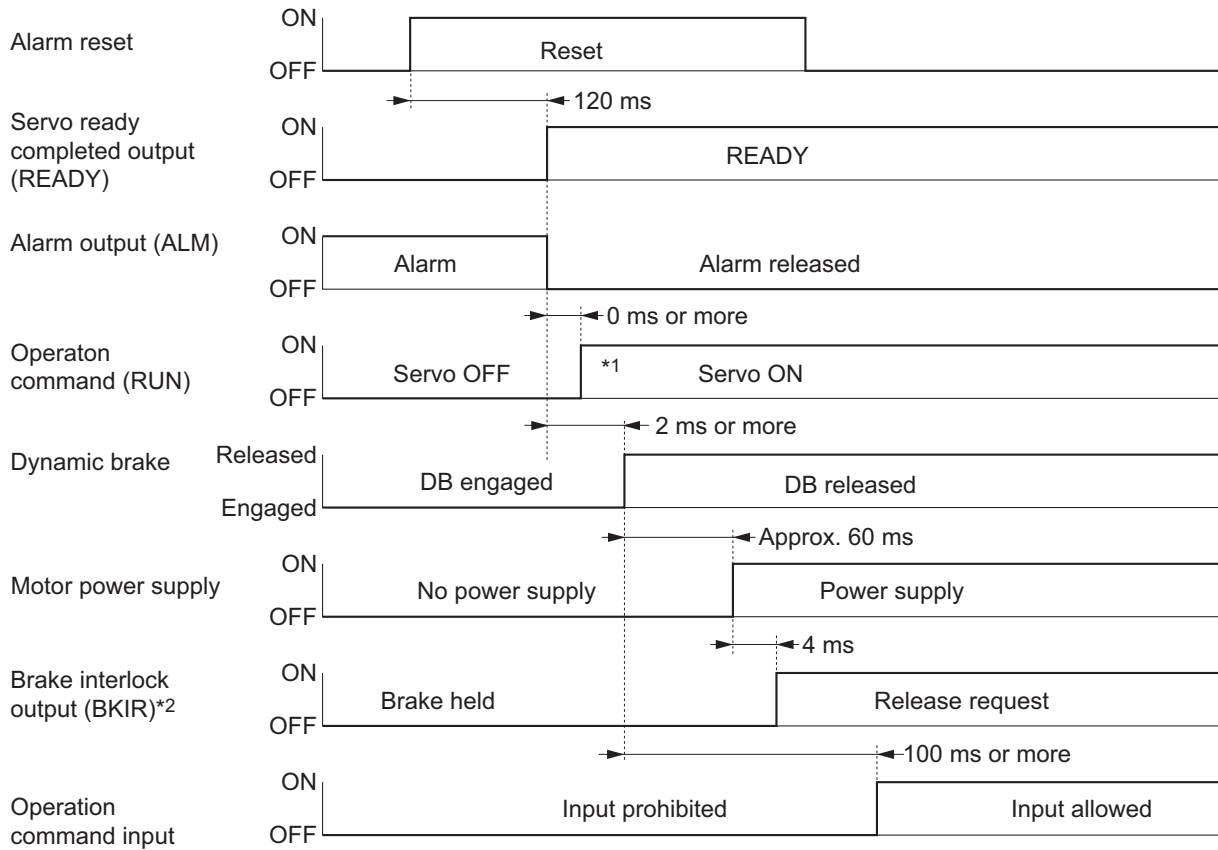 ON
Alarm reset
Reset
OFF
120 ms
Servo ready
completed output
(READY)
ON
READY
OFF
Alarm output (ALM)
ON
Alarm
Alarm released
OFF
0 ms or more
Operaton
command (RUN)
ON
Servo OFF
*1
Servo ON
OFF
2 ms or more
Dynamic brake
Released
DB engaged
DB released
Engaged
Approx. 60 ms
Motor power supply
ON
No power supply
Power supply
OFF
4 ms
Brake interlock
output (BKIR)*2
ON
Brake held
Release request
OFF
100 ms or more
Operation
command input
ON
Input prohibited
Input allowed
OFF